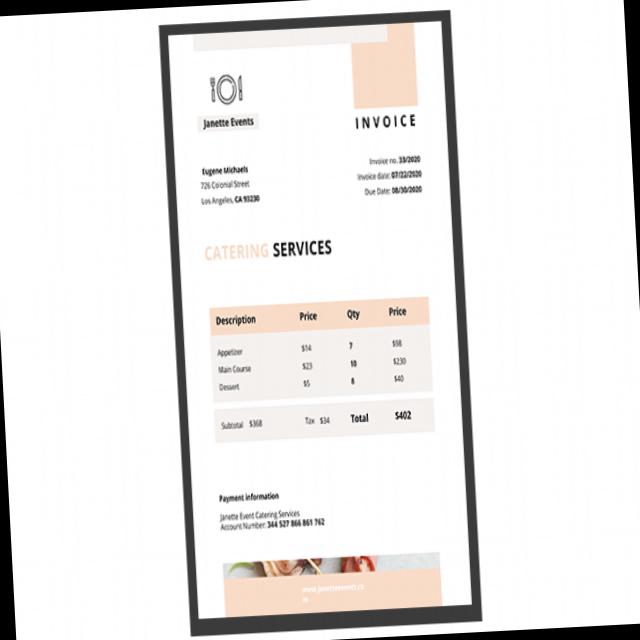 Janette Events
INVOICE
Eugene Michaels
726 Colonial Street
Los Angeles, CA 93230
Invoice no. 33/2020
Invoice date: 07/22/2020
Due Date: 08/30/2020
CATERING SERVICES
Description Price Qty Price
Appetizer $14 7 $98
Main Course $23 10 $230
Dessert $5 8 $40
Subtotal $368 Tax $34 Total $402
Payment information
Janette Event Catering Services
Account Number: 344 527 866 861 762
www.janetteevents.co
m